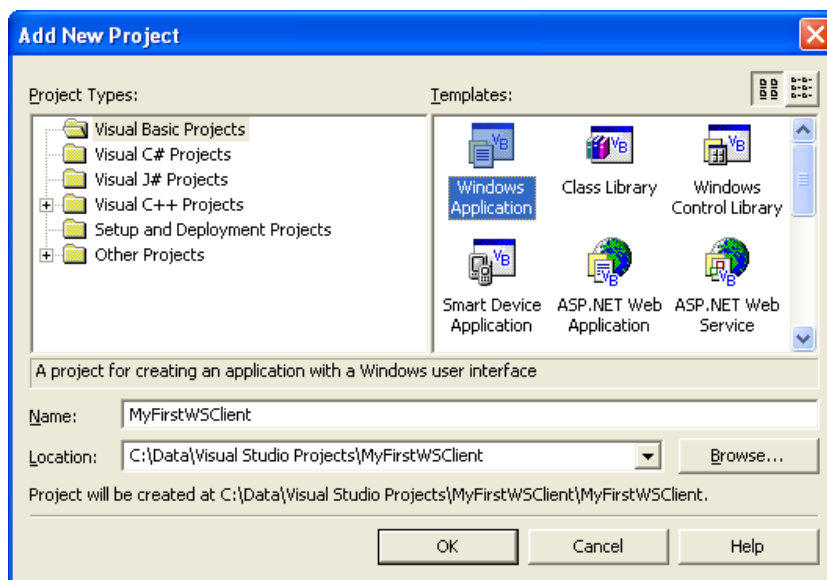 Add New Project
Project Types:
Templates:
Visual Basic Projects
Visual C# Projects
Visual J# Projects
Visual C++ Projects
Setup and Deployment Projects
Other Projects
Windows Application
Class Library
Windows Control Library
Smart Device Application
ASP.NET Web Application
ASP.NET Web Service
A project for creating an application with a Windows user interface
Name:
MyFirstWSClient
Location:
C:\Data\Visual Studio Projects\MyFirstWSClient
Browse...
Project will be created at C:\Data\Visual Studio Projects\MyFirstWSClient\MyFirstWSClient.
OK
Cancel
Help